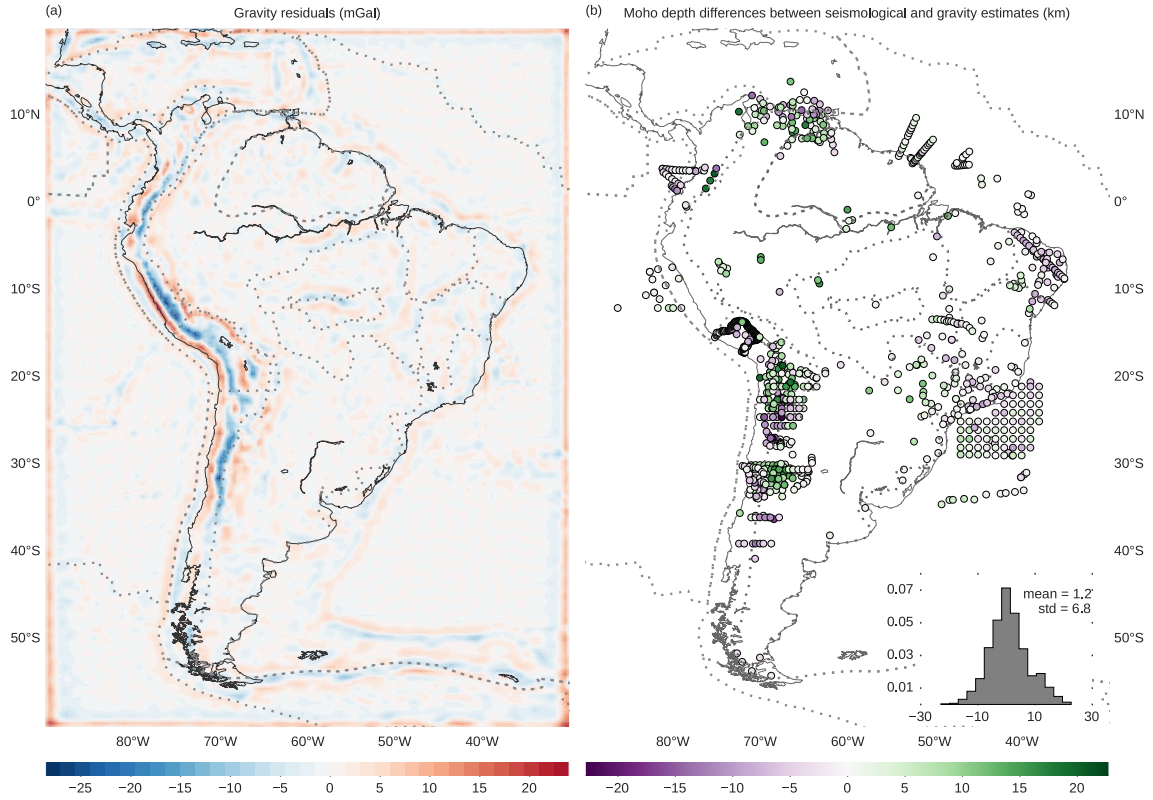 (a) Gravity residuals (mGal)
10°N
0°
10°S
20°S
30°S
40°S
50°S
80°W 70°W 60°W 50°W 40°W
−25 −20 −15 −10 −5 0 5 10 15 20
(b) Moho depth differences between seismological and gravity estimates (km)
10°N
0°
10°S
20°S
30°S
40°S
50°S
mean = 1.2
std = 6.8
0.07
0.05
0.03
0.01
−30 −10 10 30
80°W 70°W 60°W 50°W 40°W
−20 −15 −10 −5 0 5 10 15 20